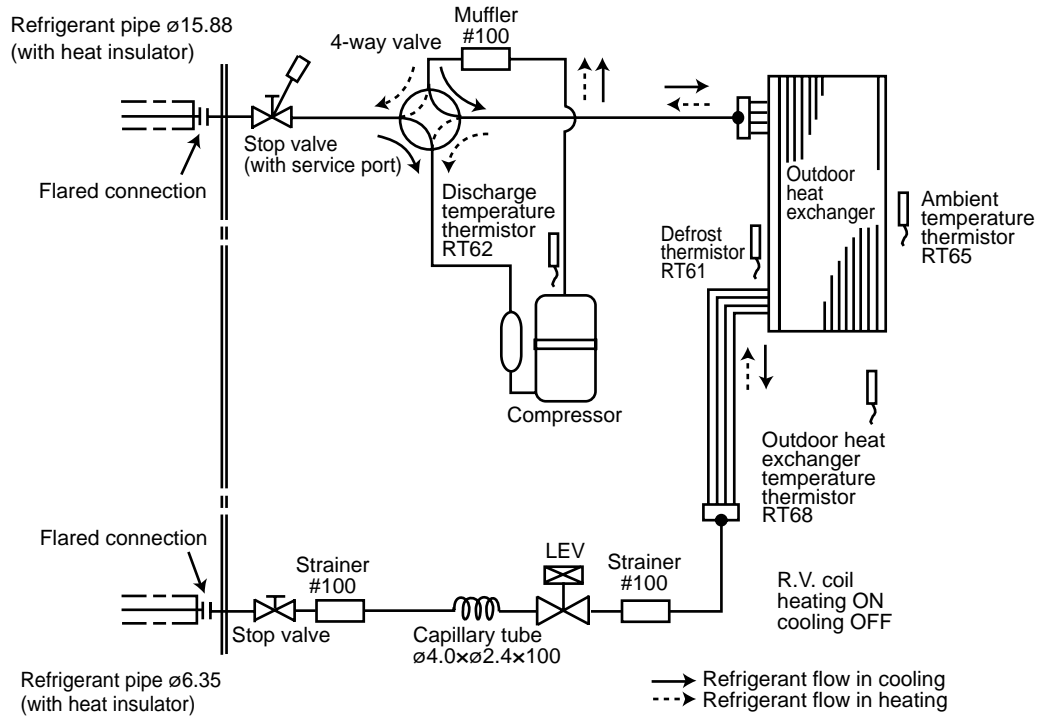 Refrigerant pipe ø15.88
(with heat insulator)
Muffler
#100
4-way valve
Stop valve
(with service port)
Flared connection
Discharge
temperature
thermistor
RT62
Outdoor
heat
exchanger
Ambient
temperature
thermistor
RT65
Defrost
thermistor
RT61
Compressor
Outdoor heat
exchanger
temperature
thermistor
RT68
Flared connection
Strainer
#100
LEV
Strainer
#100
R.V. coil
heating ON
cooling OFF
Stop valve
Capillary tube
ø4.0×ø2.4×100
Refrigerant pipe ø6.35
(with heat insulator)
Refrigerant flow in cooling
Refrigerant flow in heating